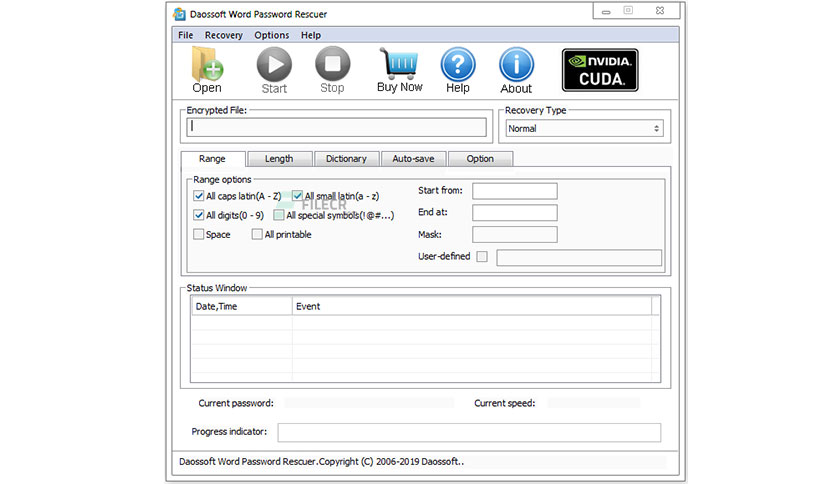 Daossoft Word Password Rescuer
File Recovery Options Help
Open Start Stop Buy Now Help About NVIDIA. CUDA.
Encrypted File: Recovery Type
Normal
Range Length Dictionary Auto-save Option
Range options
All caps latin(A - Z) All small latin(a - z) Start from:
FILECR
All digits(0 - 9) All special symbols(!@#...) End at:
Space All printable Mask:
User-defined
Status Window
Date,Time Event
Current password: Current speed:
Progress indicator:
Daossoft Word Password Rescuer.Copyright (C) 2006-2019 Daossoft..